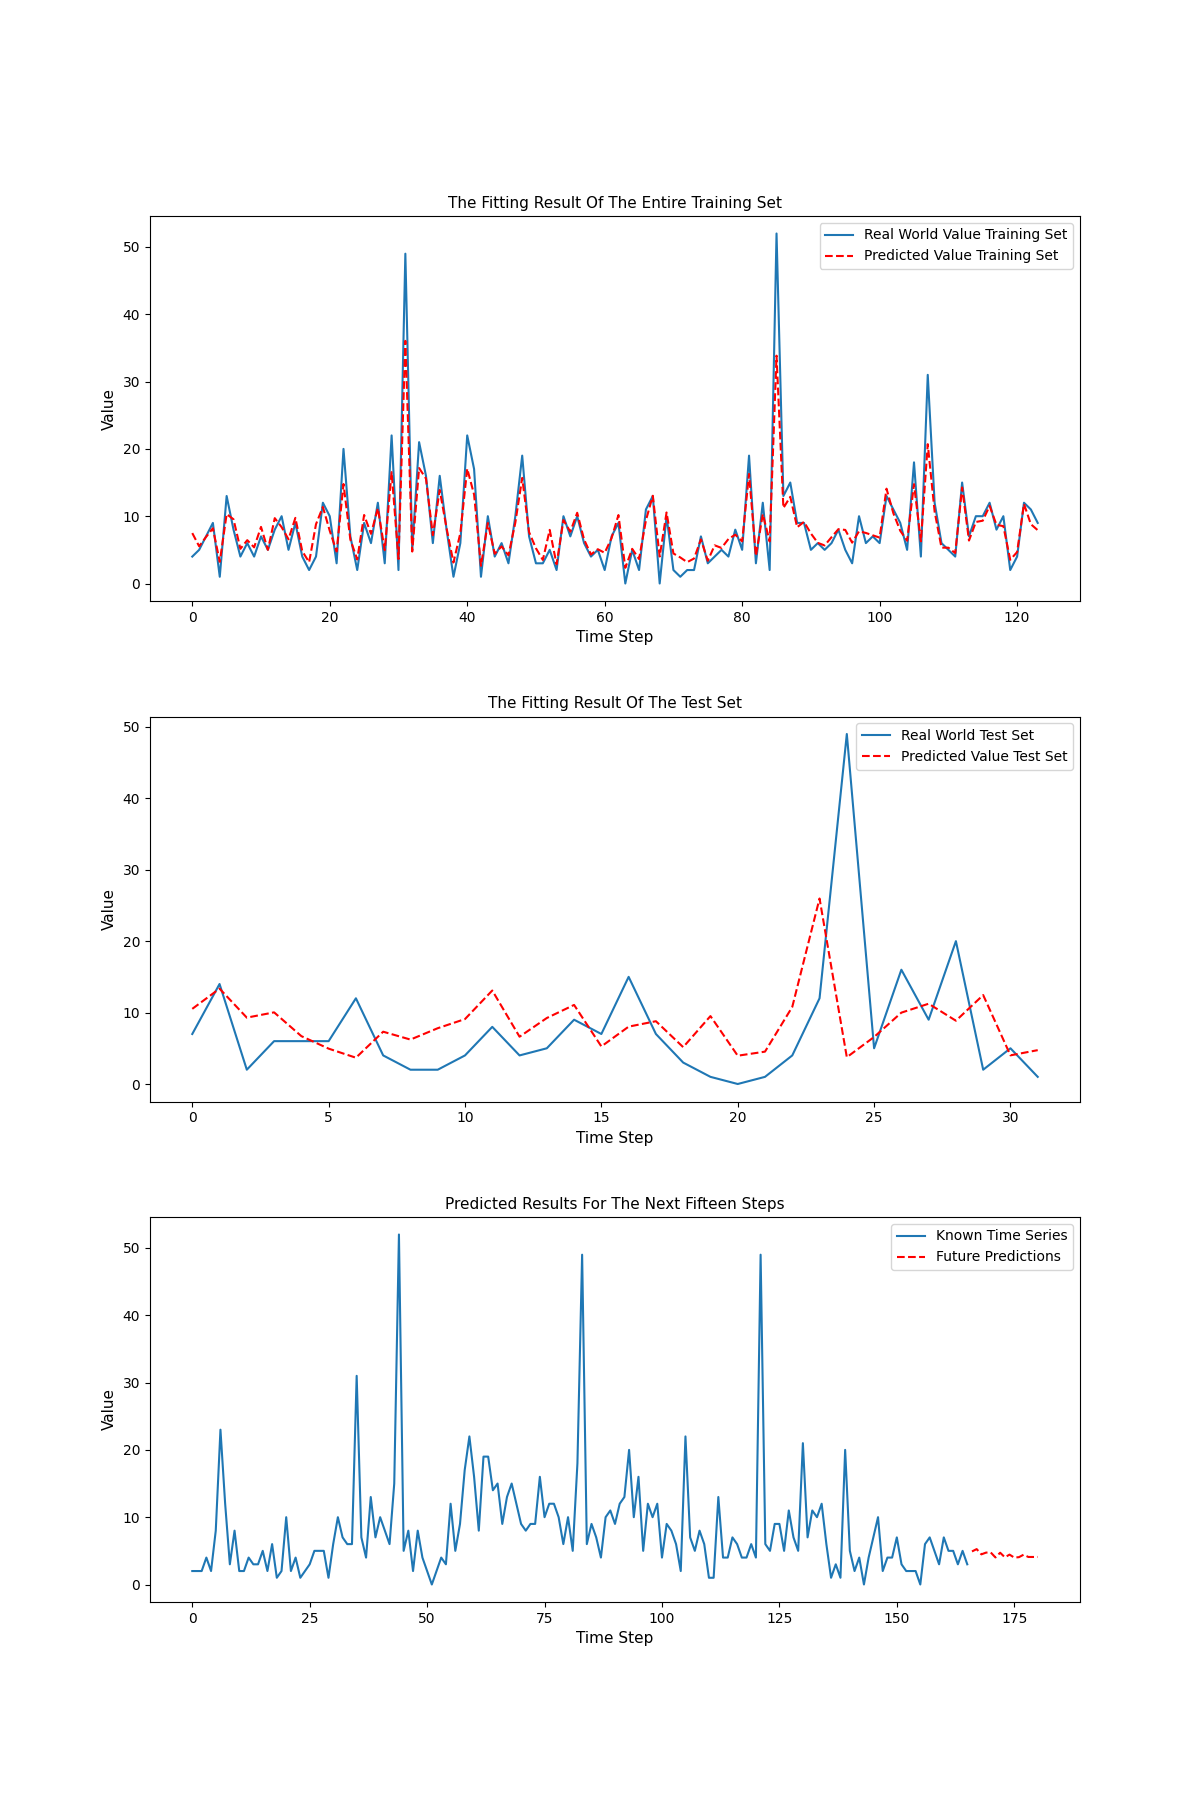 The Fitting Result Of The Entire Training Set
Real World Value Training Set
Predicted Value Training Set
Value
50
40
30
20
10
0
0 20 40 60 80 100 120
Time Step
The Fitting Result Of The Test Set
Real World Test Set
Predicted Value Test Set
Value
50
40
30
20
10
0
0 5 10 15 20 25 30
Time Step
Predicted Results For The Next Fifteen Steps
Known Time Series
Future Predictions
Value
50
40
30
20
10
0
0 25 50 75 100 125 150 175
Time Step